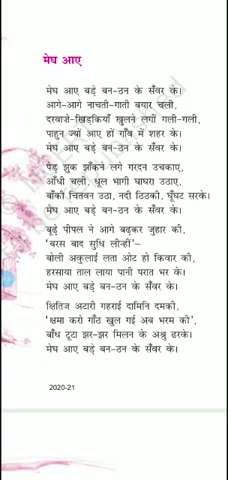 मेघ आए
मेघ आए बड़े बन-ठन के सँवर के।
आगे-आगे नाचती-गाती बयार चली,
दरवाजे-खिड़कियाँ खुलने लगीं गली-गली,
पाहुन ज्यों आए हों गाँव में शहर के।
मेघ आए बड़े बन-ठन के सँवर के।
पेड़ झुक झाँकने लगे गरदन उचकाए,
आँधी चली, धूल भागी घाघरा उठाए,
बाँकी चितवन उठा, नदी ठिठकी, घूँघट सरके।
मेघ आए बड़े बन-ठन के सँवर के।
बूढ़े पीपल ने आगे बढ़कर जुहार की,
'बरस बाद सुधि लीन्हीं'–
बोली अकुलाई लता ओट हो किवार की,
हरसाया ताल लाया पानी परात भर के।
मेघ आए बड़े बन-ठन के सँवर के।
क्षितिज अटारी गहराई दामिनि दमकी,
'क्षमा करो गाँठ खुल गई अब भरम की',
बाँध टूटा झर-झर मिलन के अश्रु ढरके।
मेघ आए बड़े बन-ठन के सँवर के।
2020-21